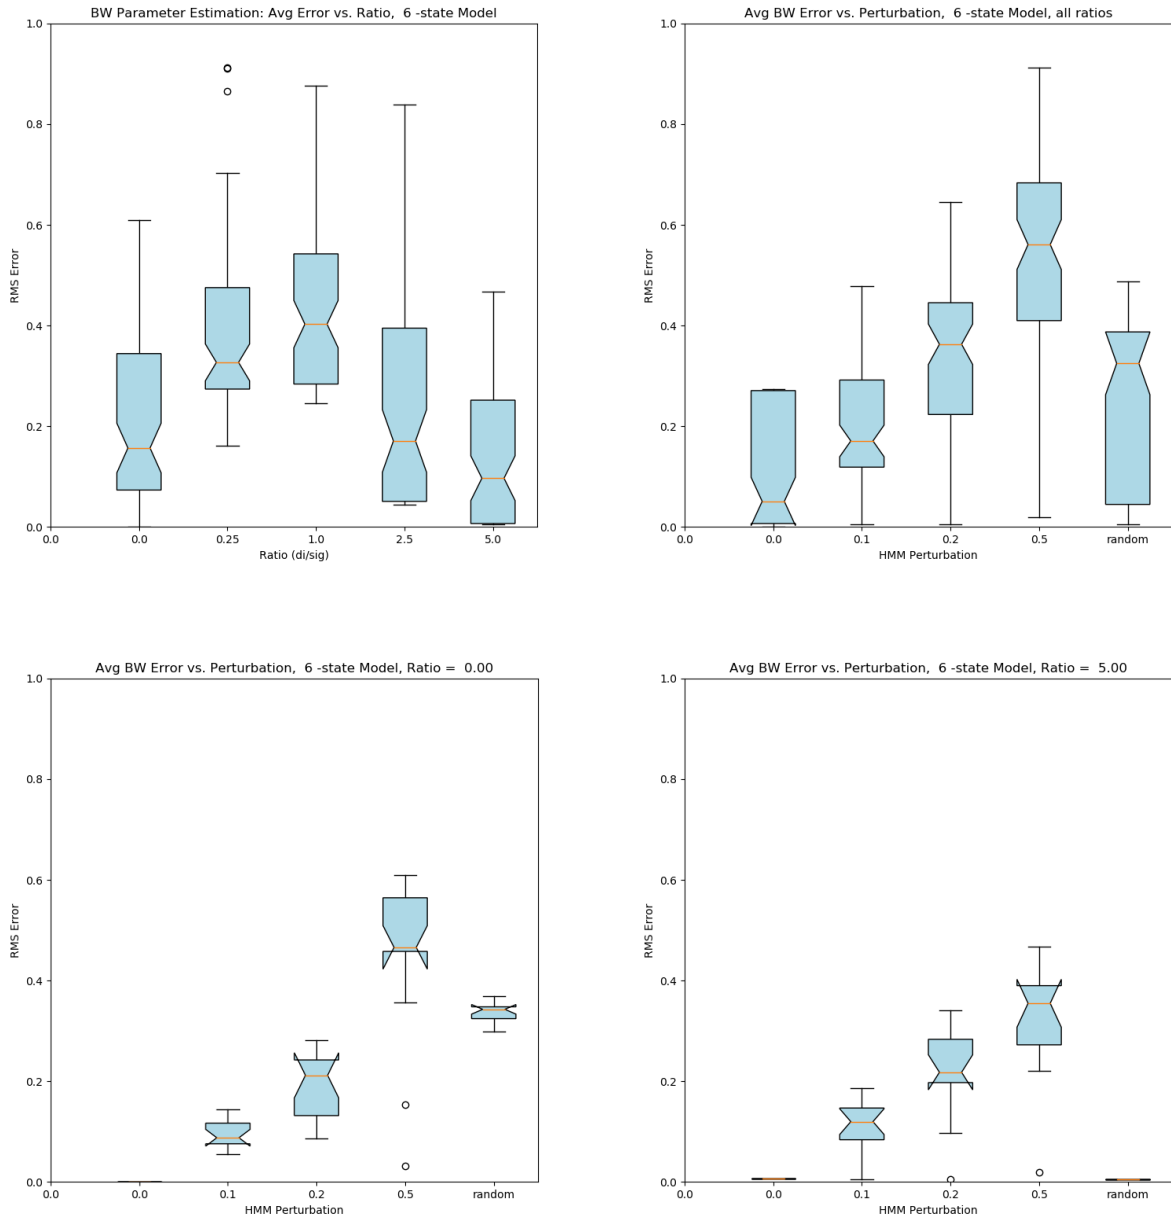 BW Parameter Estimation: Avg Error vs. Ratio,  6 -state Model
1.0
0.8
0.6
0.4
0.2
0.0
RMS Error
0.0 0.0 0.25 1.0 2.5 5.0
Ratio (di/sig)
Avg BW Error vs. Perturbation,  6 -state Model, all ratios
1.0
0.8
0.6
0.4
0.2
0.0
RMS Error
0.0 0.0 0.1 0.2 0.5 random
HMM Perturbation
Avg BW Error vs. Perturbation,  6 -state Model, Ratio =  0.00
1.0
0.8
0.6
0.4
0.2
0.0
RMS Error
0.0 0.0 0.1 0.2 0.5 random
HMM Perturbation
Avg BW Error vs. Perturbation,  6 -state Model, Ratio =  5.00
1.0
0.8
0.6
0.4
0.2
0.0
RMS Error
0.0 0.0 0.1 0.2 0.5 random
HMM Perturbation